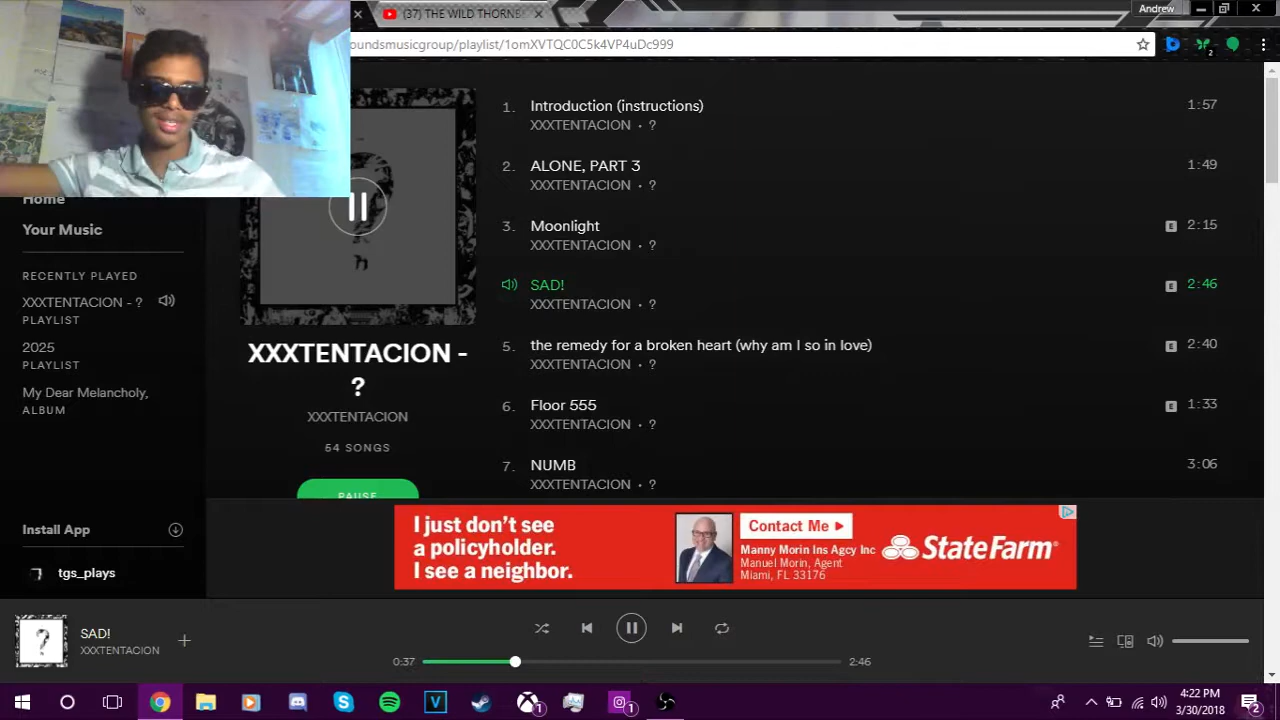 (37) THE WILD THORNS
Andrew
oundsmusicgroup/playlist/1omXVTQC0C5k4VP4uDc999
2
Home
Your Music
RECENTLY PLAYED
XXXTENTACION - ?
PLAYLIST
2025
PLAYLIST
My Dear Melancholy,
ALBUM
Install App
tgs_plays
XXXTENTACION -
?
XXXTENTACION
54 SONGS
PAUSE
1. Introduction (instructions) 1:57
XXXTENTACION • ?
2. ALONE, PART 3 1:49
XXXTENTACION • ?
3. Moonlight E 2:15
XXXTENTACION • ?
SAD! E 2:46
XXXTENTACION • ?
5. the remedy for a broken heart (why am I so in love) E 2:40
XXXTENTACION • ?
6. Floor 555 E 1:33
XXXTENTACION • ?
7. NUMB 3:06
XXXTENTACION • ?
I just don't see
a policyholder.
I see a neighbor.
Contact Me
Manny Morin Ins Agcy Inc
Manuel Morin, Agent
Miami, FL 33176
StateFarm®
?
SAD!
XXXTENTACION
0:37 2:46
V
1
1
4:22 PM
3/30/2018
2